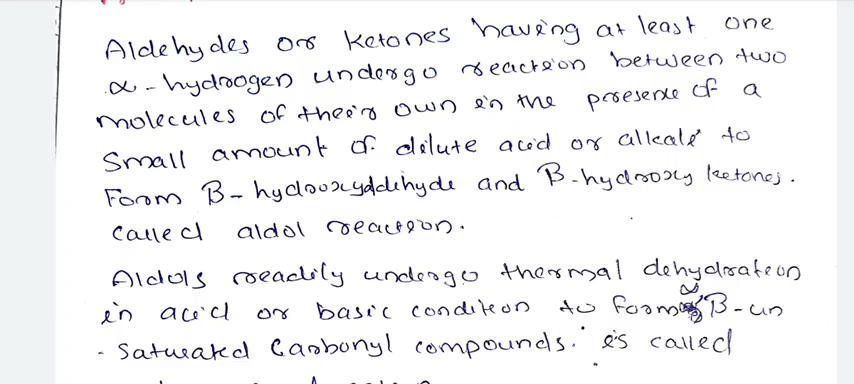 Aldehydes or Ketones having at least one
α-hydrogen undergo reaction between two
molecules of their own in the presence of a
small amount of dilute acid or alkali to
Form B-hydroxyaldehyde and B-hydroxy ketones.
called aldol reaction.
Aldols readily undergo thermal dehydration
in acid or basic condition to form α B-un
-saturated Carbonyl compounds. is called